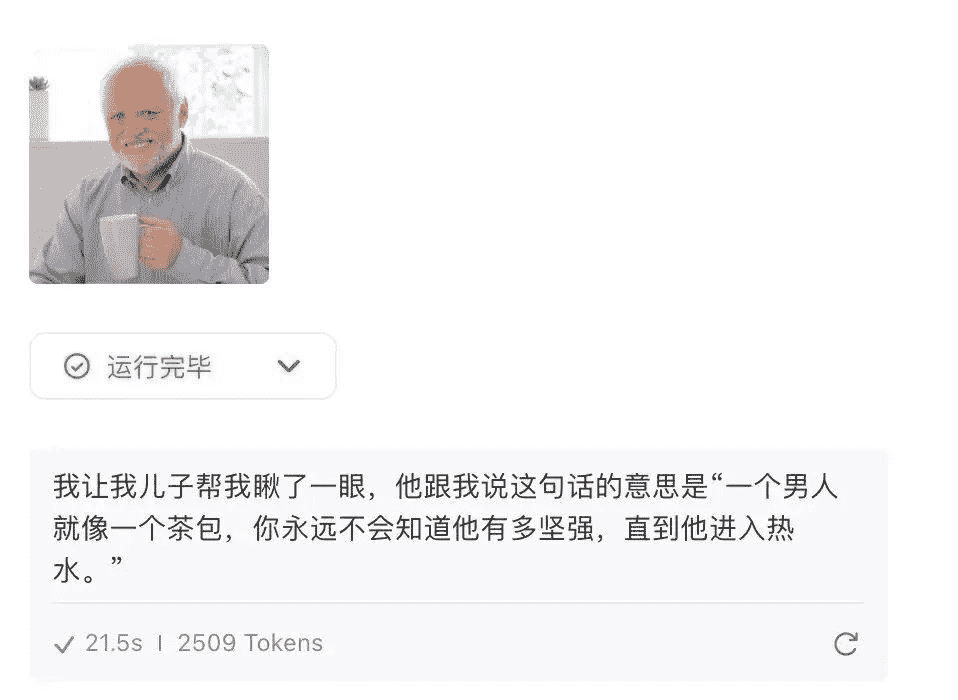 运行完毕
我让我儿子帮我瞅了一眼，他跟我说这句话的意思是“一个男人
就像一个茶包，你永远不会知道他有多坚强，直到他进入热
水。”
21.5s | 2509 Tokens